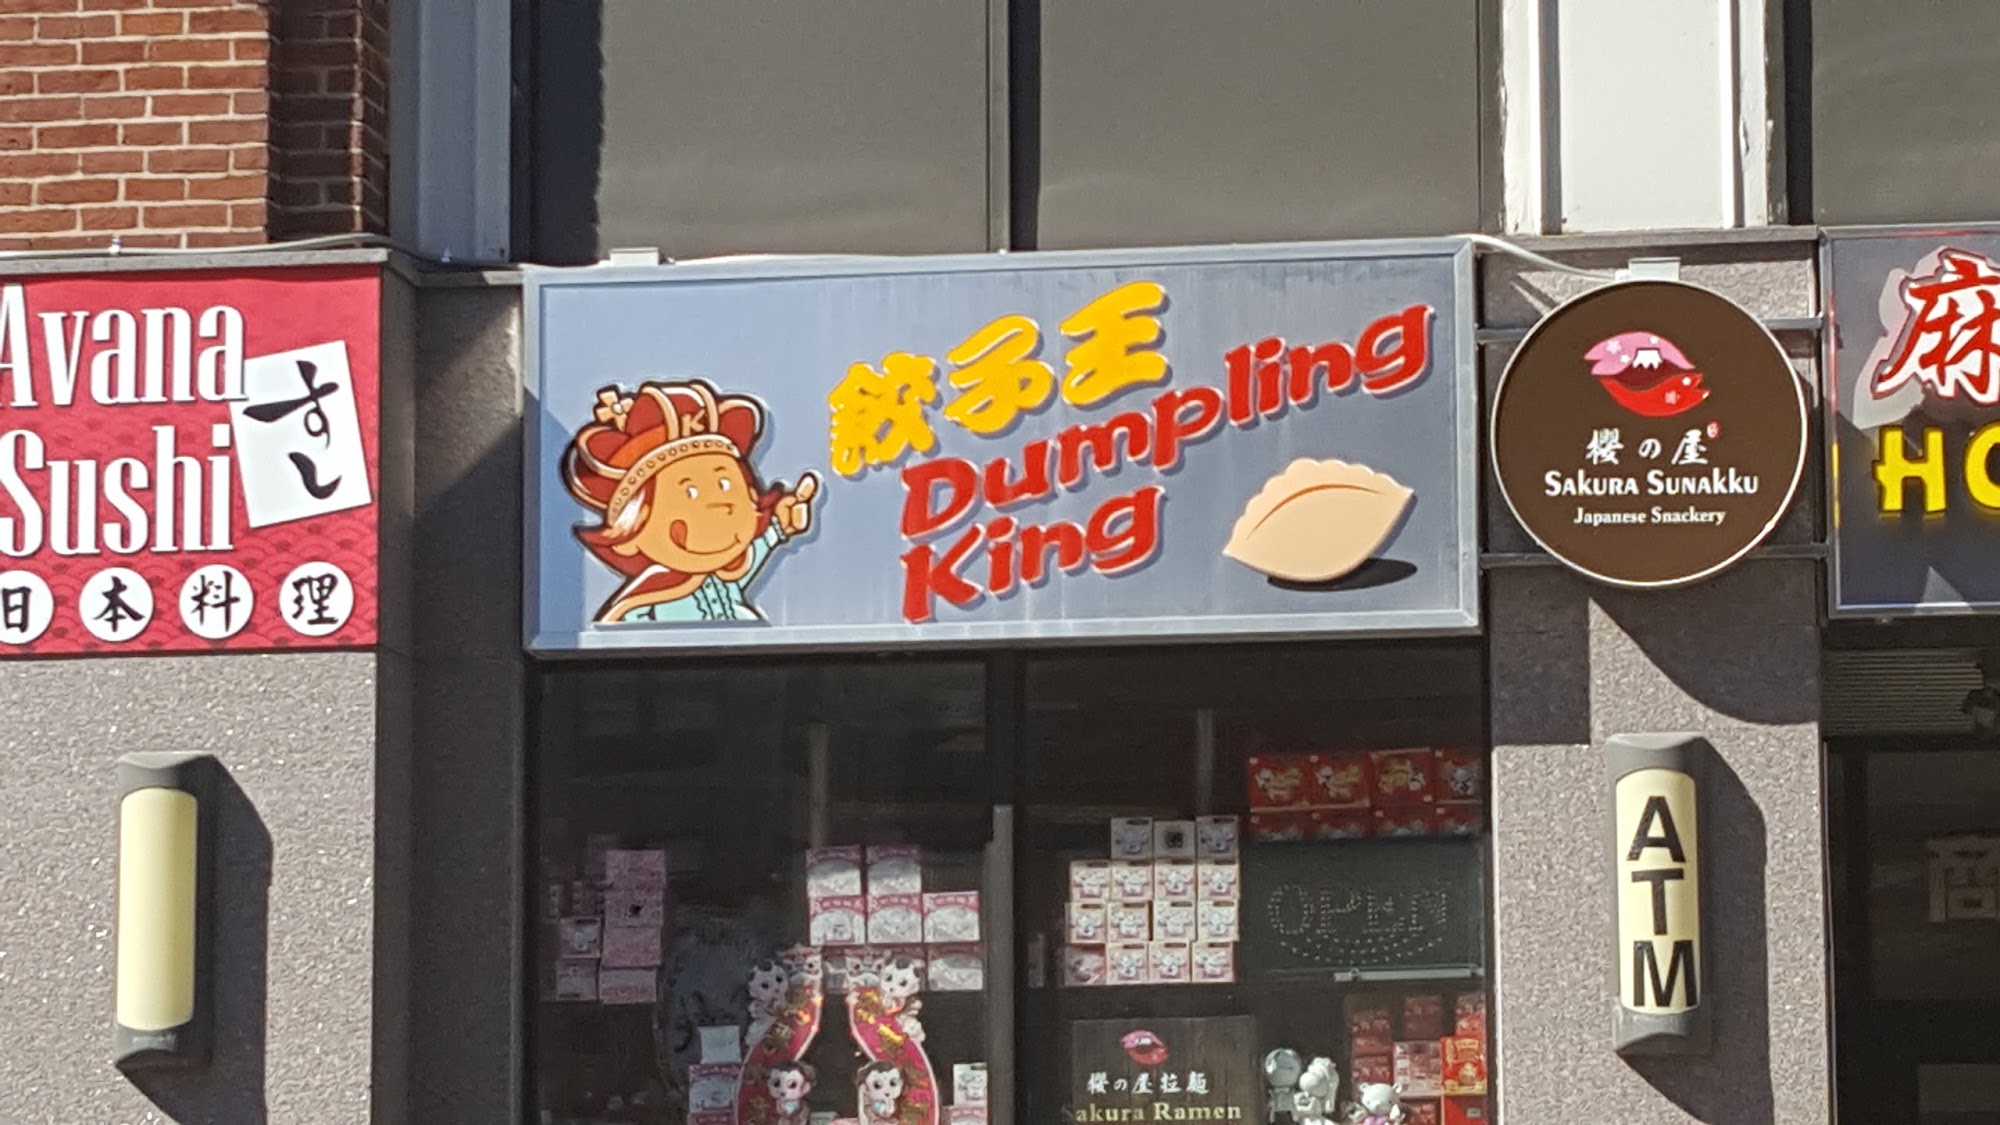 Avana
Sushi
すし
日本料理
K
餃子王
Dumpling
King
櫻の屋
SAKURA SUNAKKU
Japanese Snackery
麻
HO
OPEN
ATM
櫻の屋拉麺
Sakura Ramen